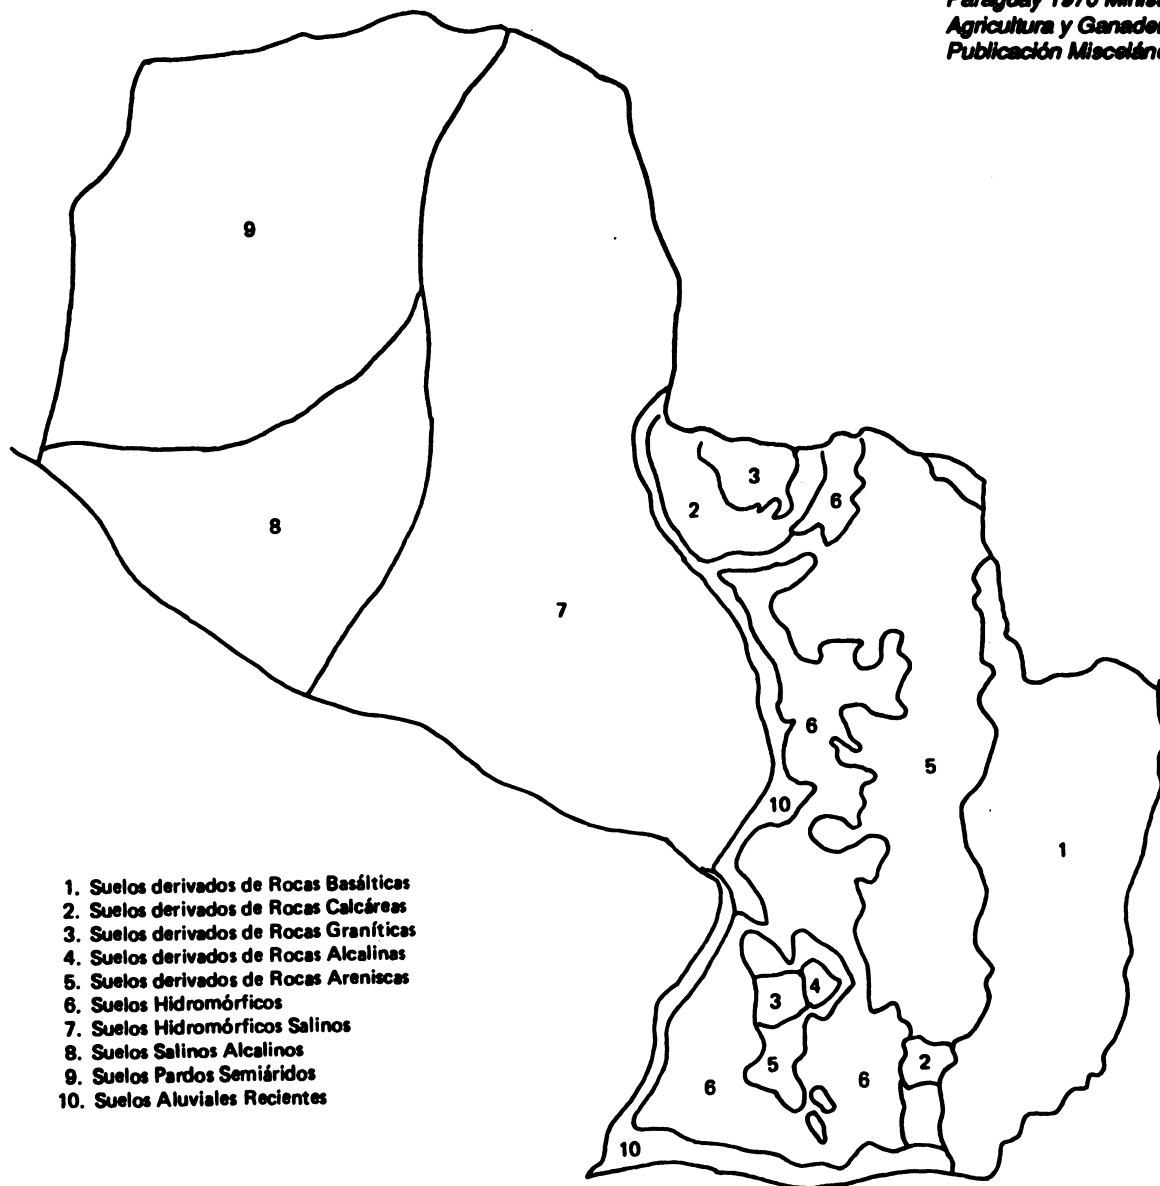 Paraguay 1976
Agricultura y
Publicación
9
3
6
2
8
7
6
5
10
1
4
3
5
2
6
6
10
1. Suelos derivados de Rocas Basálticas
2. Suelos derivados de Rocas Calcáreas
3. Suelos derivados de Rocas Graníticas
4. Suelos derivados de Rocas Alcalinas
5. Suelos derivados de Rocas Areniscas
6. Suelos Hidromórficos
7. Suelos Hidromórficos Salinos
8. Suelos Salinos Alcalinos
9. Suelos Pardos Semiáridos
10. Suelos Aluviales Recientes